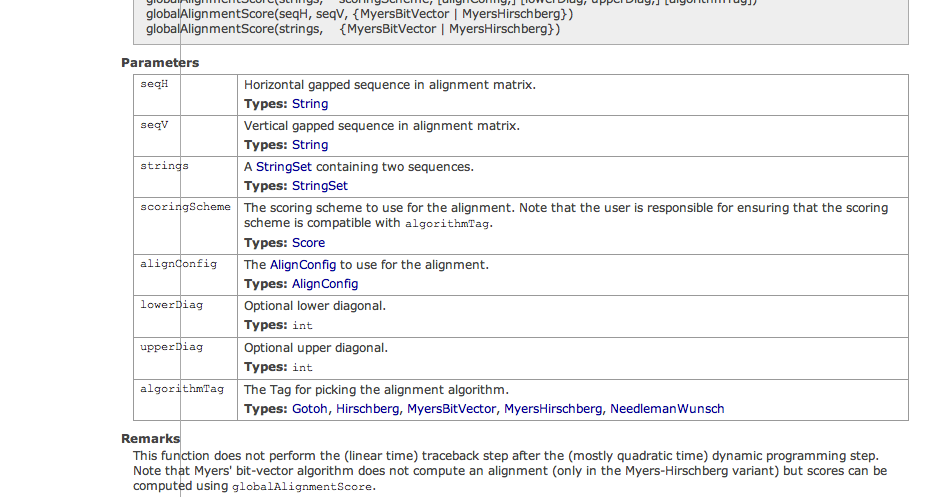 globalAlignmentScore(strings, scoringScheme, [alignConfig,] [lowerDiag, upperDiag,] [algorithmTag])
globalAlignmentScore(seqH, seqV, {MyersBitVector | MyersHirschberg})
globalAlignmentScore(strings, {MyersBitVector | MyersHirschberg})
Parameters
seqH
Horizontal gapped sequence in alignment matrix.
Types: String
seqV
Vertical gapped sequence in alignment matrix.
Types: String
strings
A StringSet containing two sequences.
Types: StringSet
scoringScheme
The scoring scheme to use for the alignment. Note that the user is responsible for ensuring that the scoring
scheme is compatible with algorithmTag.
Types: Score
alignConfig
The AlignConfig to use for the alignment.
Types: AlignConfig
lowerDiag
Optional lower diagonal.
Types: int
upperDiag
Optional upper diagonal.
Types: int
algorithmTag
The Tag for picking the alignment algorithm.
Types: Gotoh, Hirschberg, MyersBitVector, MyersHirschberg, NeedlemanWunsch
Remarks
This function does not perform the (linear time) traceback step after the (mostly quadratic time) dynamic programming step.
Note that Myers' bit-vector algorithm does not compute an alignment (only in the Myers-Hirschberg variant) but scores can be
computed using globalAlignmentScore.